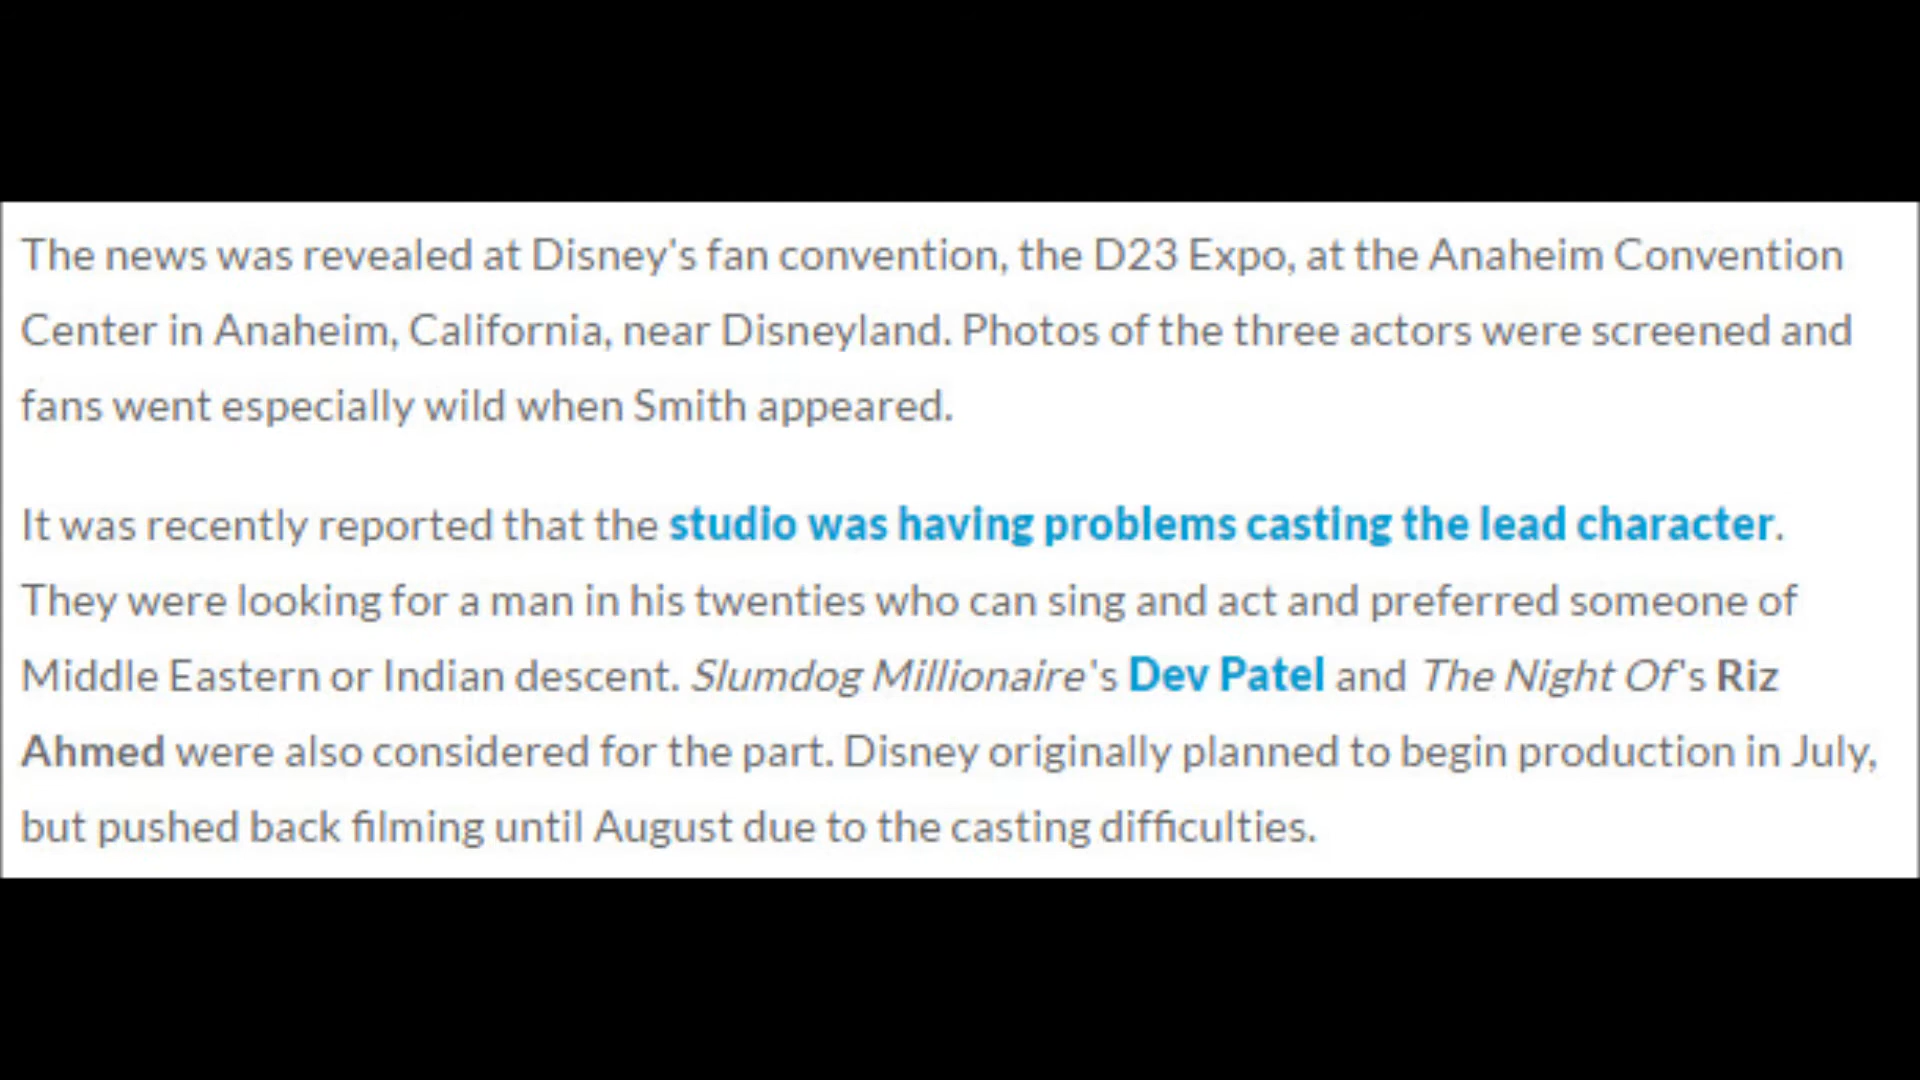 The news was revealed at Disney's fan convention, the D23 Expo, at the Anaheim Convention
Center in Anaheim, California, near Disneyland. Photos of the three actors were screened and
fans went especially wild when Smith appeared.
It was recently reported that the studio was having problems casting the lead character.
They were looking for a man in his twenties who can sing and act and preferred someone of
Middle Eastern or Indian descent. Slumdog Millionaire's Dev Patel and The Night Of's Riz
Ahmed were also considered for the part. Disney originally planned to begin production in July,
but pushed back filming until August due to the casting difficulties.